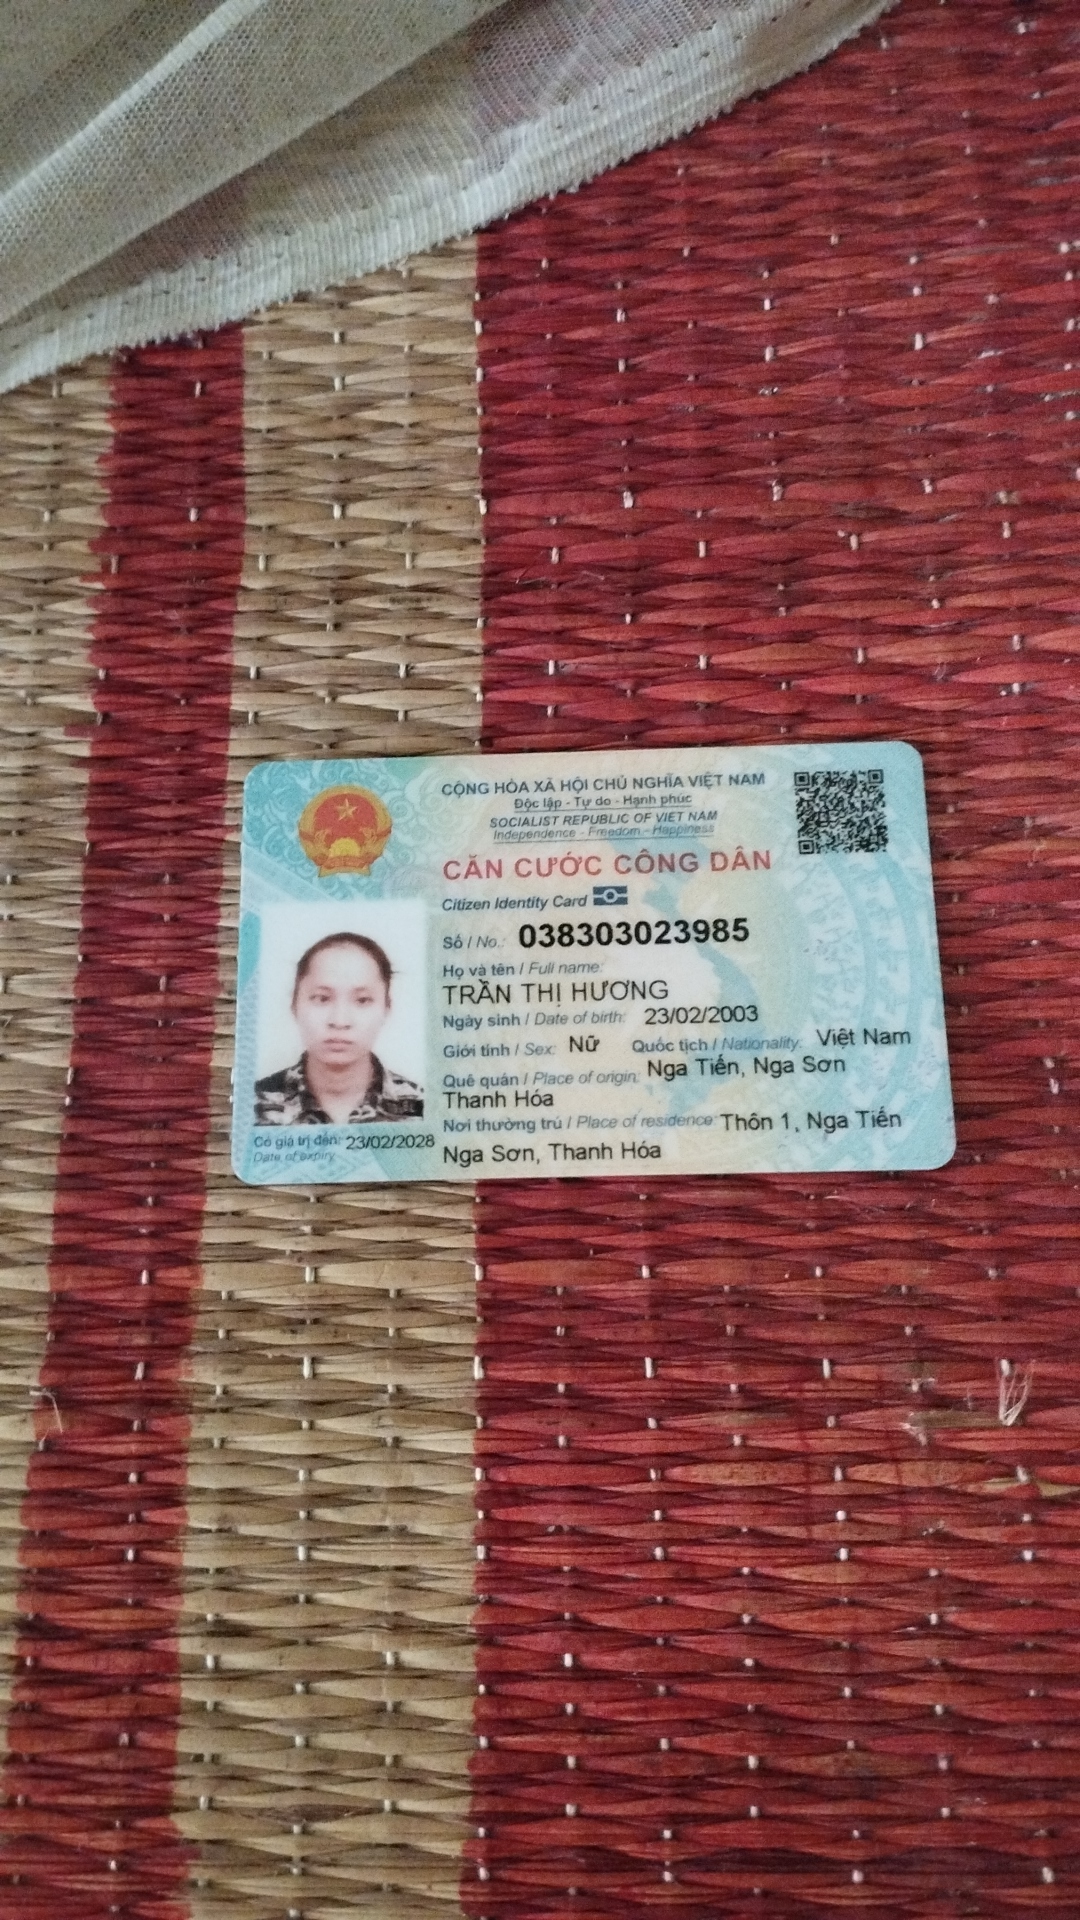 CỘNG HÒA XÃ HỘI CHỦ NGHĨA VIỆT NAM
Độc lập - Tự do - Hạnh phúc
SOCIALIST REPUBLIC OF VIET NAM
Independence - Freedom - Happiness
CĂN CƯỚC CÔNG DÂN
Citizen Identity Card
Số / No.: 038303023985
Họ và tên / Full name:
TRẦN THỊ HƯƠNG
Ngày sinh / Date of birth: 23/02/2003
Giới tính / Sex: Nữ Quốc tịch / Nationality: Việt Nam
Quê quán / Place of origin: Nga Tiến, Nga Sơn
Thanh Hóa
Nơi thường trú / Place of residence: Thôn 1, Nga Tiến
Nga Sơn, Thanh Hóa
Có giá trị đến: 23/02/2028
Date of expiry